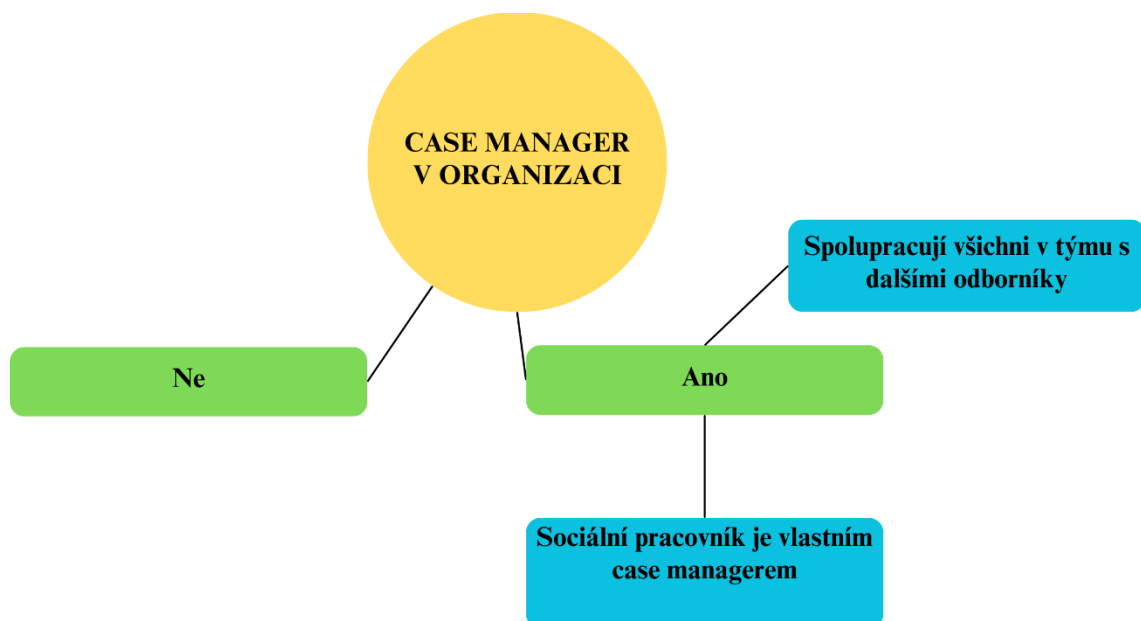 CASE MANAGER
V ORGANIZACI
Spolupracují všichni v týmu s
dalšími odborníky
Ne
Ano
Sociální pracovník je vlastním
case managerem